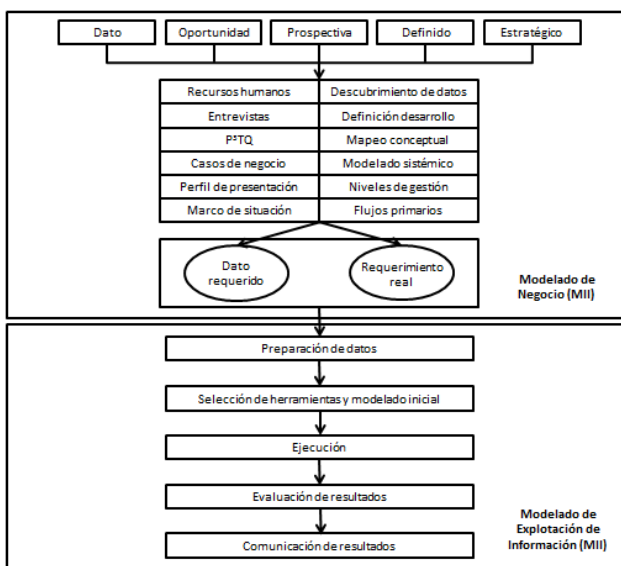 Dato
Oportunidad
Prospectiva
Definido
Estratégico
Recursos humanos
Descubrimiento de datos
Entrevistas
Definición desarrollo
P³TQ
Mapeo conceptual
Casos de negocio
Modelado sistémico
Perfil de presentación
Niveles de gestión
Marco de situación
Flujos primarios
Dato
requerido
Requerimiento
real
Modelado de
Negocio (MII)
Preparación de datos
Selección de herramientas y modelado inicial
Ejecución
Evaluación de resultados
Comunicación de resultados
Modelado de
Explotación de
Información (MII)